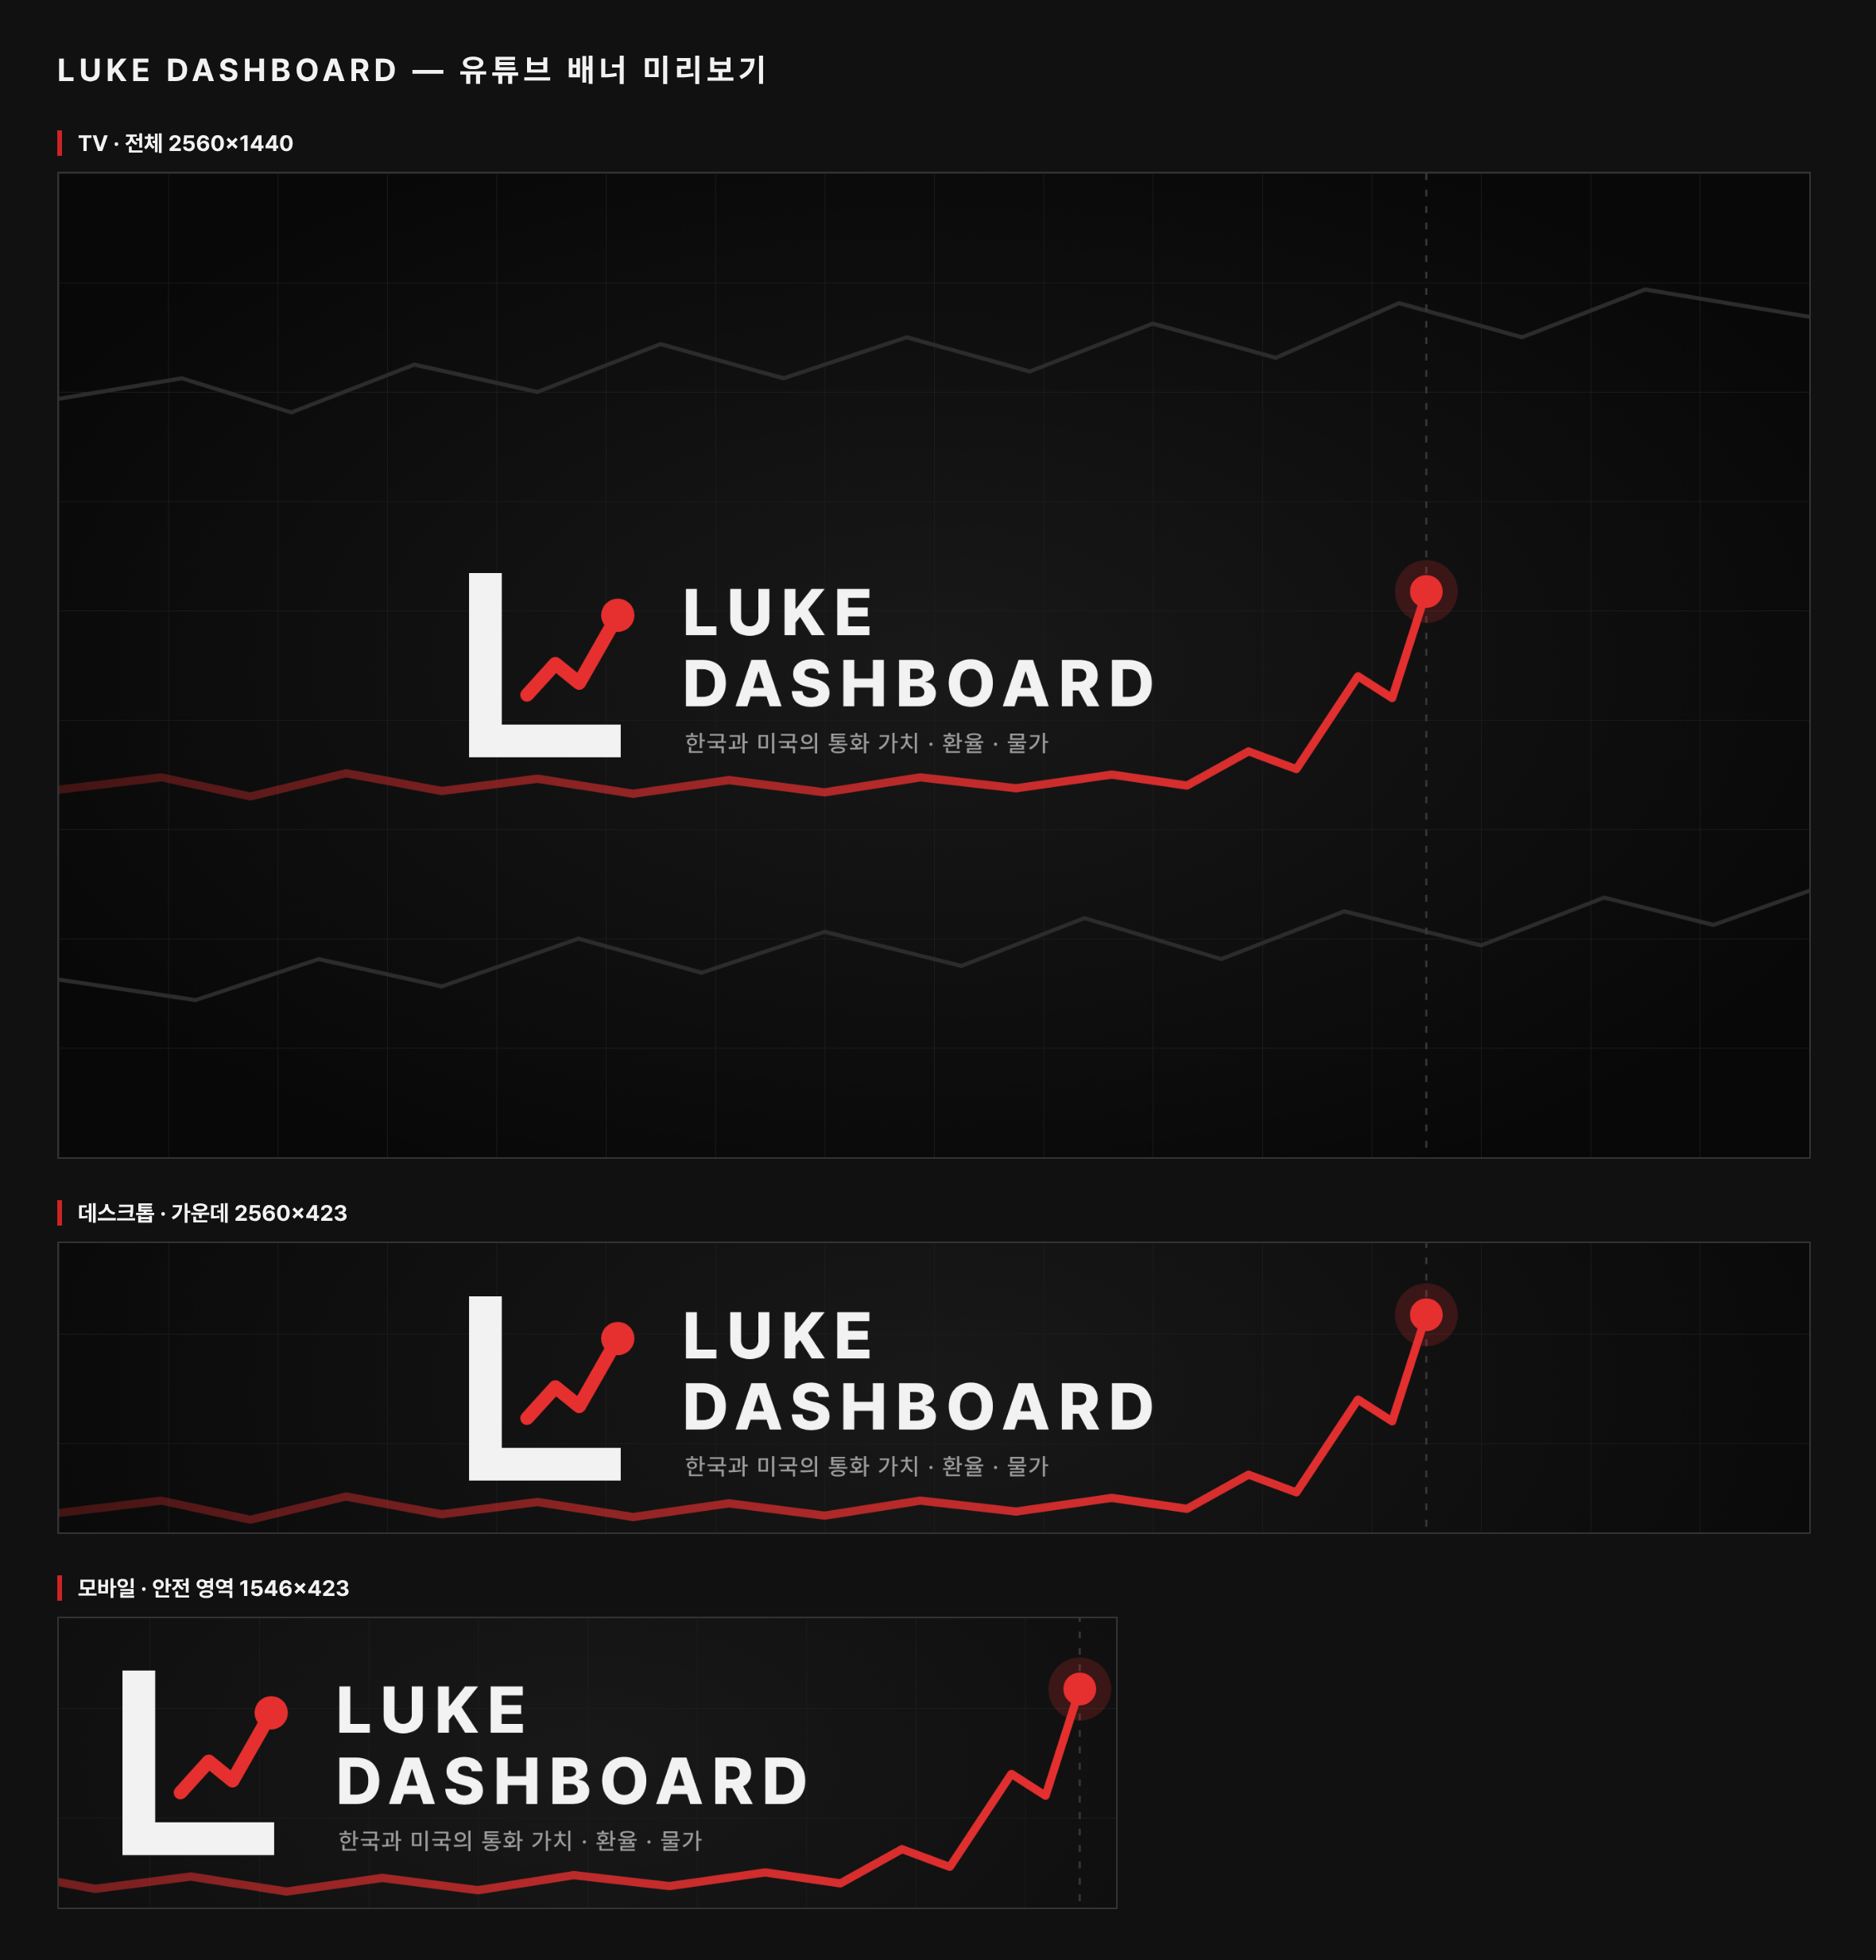 LUKE DASHBOARD — 유튜브 배너 미리보기
TV · 전체 2560×1440
LUKE
DASHBOARD
한국과 미국의 통화 가치 · 환율 · 물가
데스크톱 · 가운데 2560×423
LUKE
DASHBOARD
한국과 미국의 통화 가치 · 환율 · 물가
모바일 · 안전 영역 1546×423
LUKE
DASHBOARD
한국과 미국의 통화 가치 · 환율 · 물가